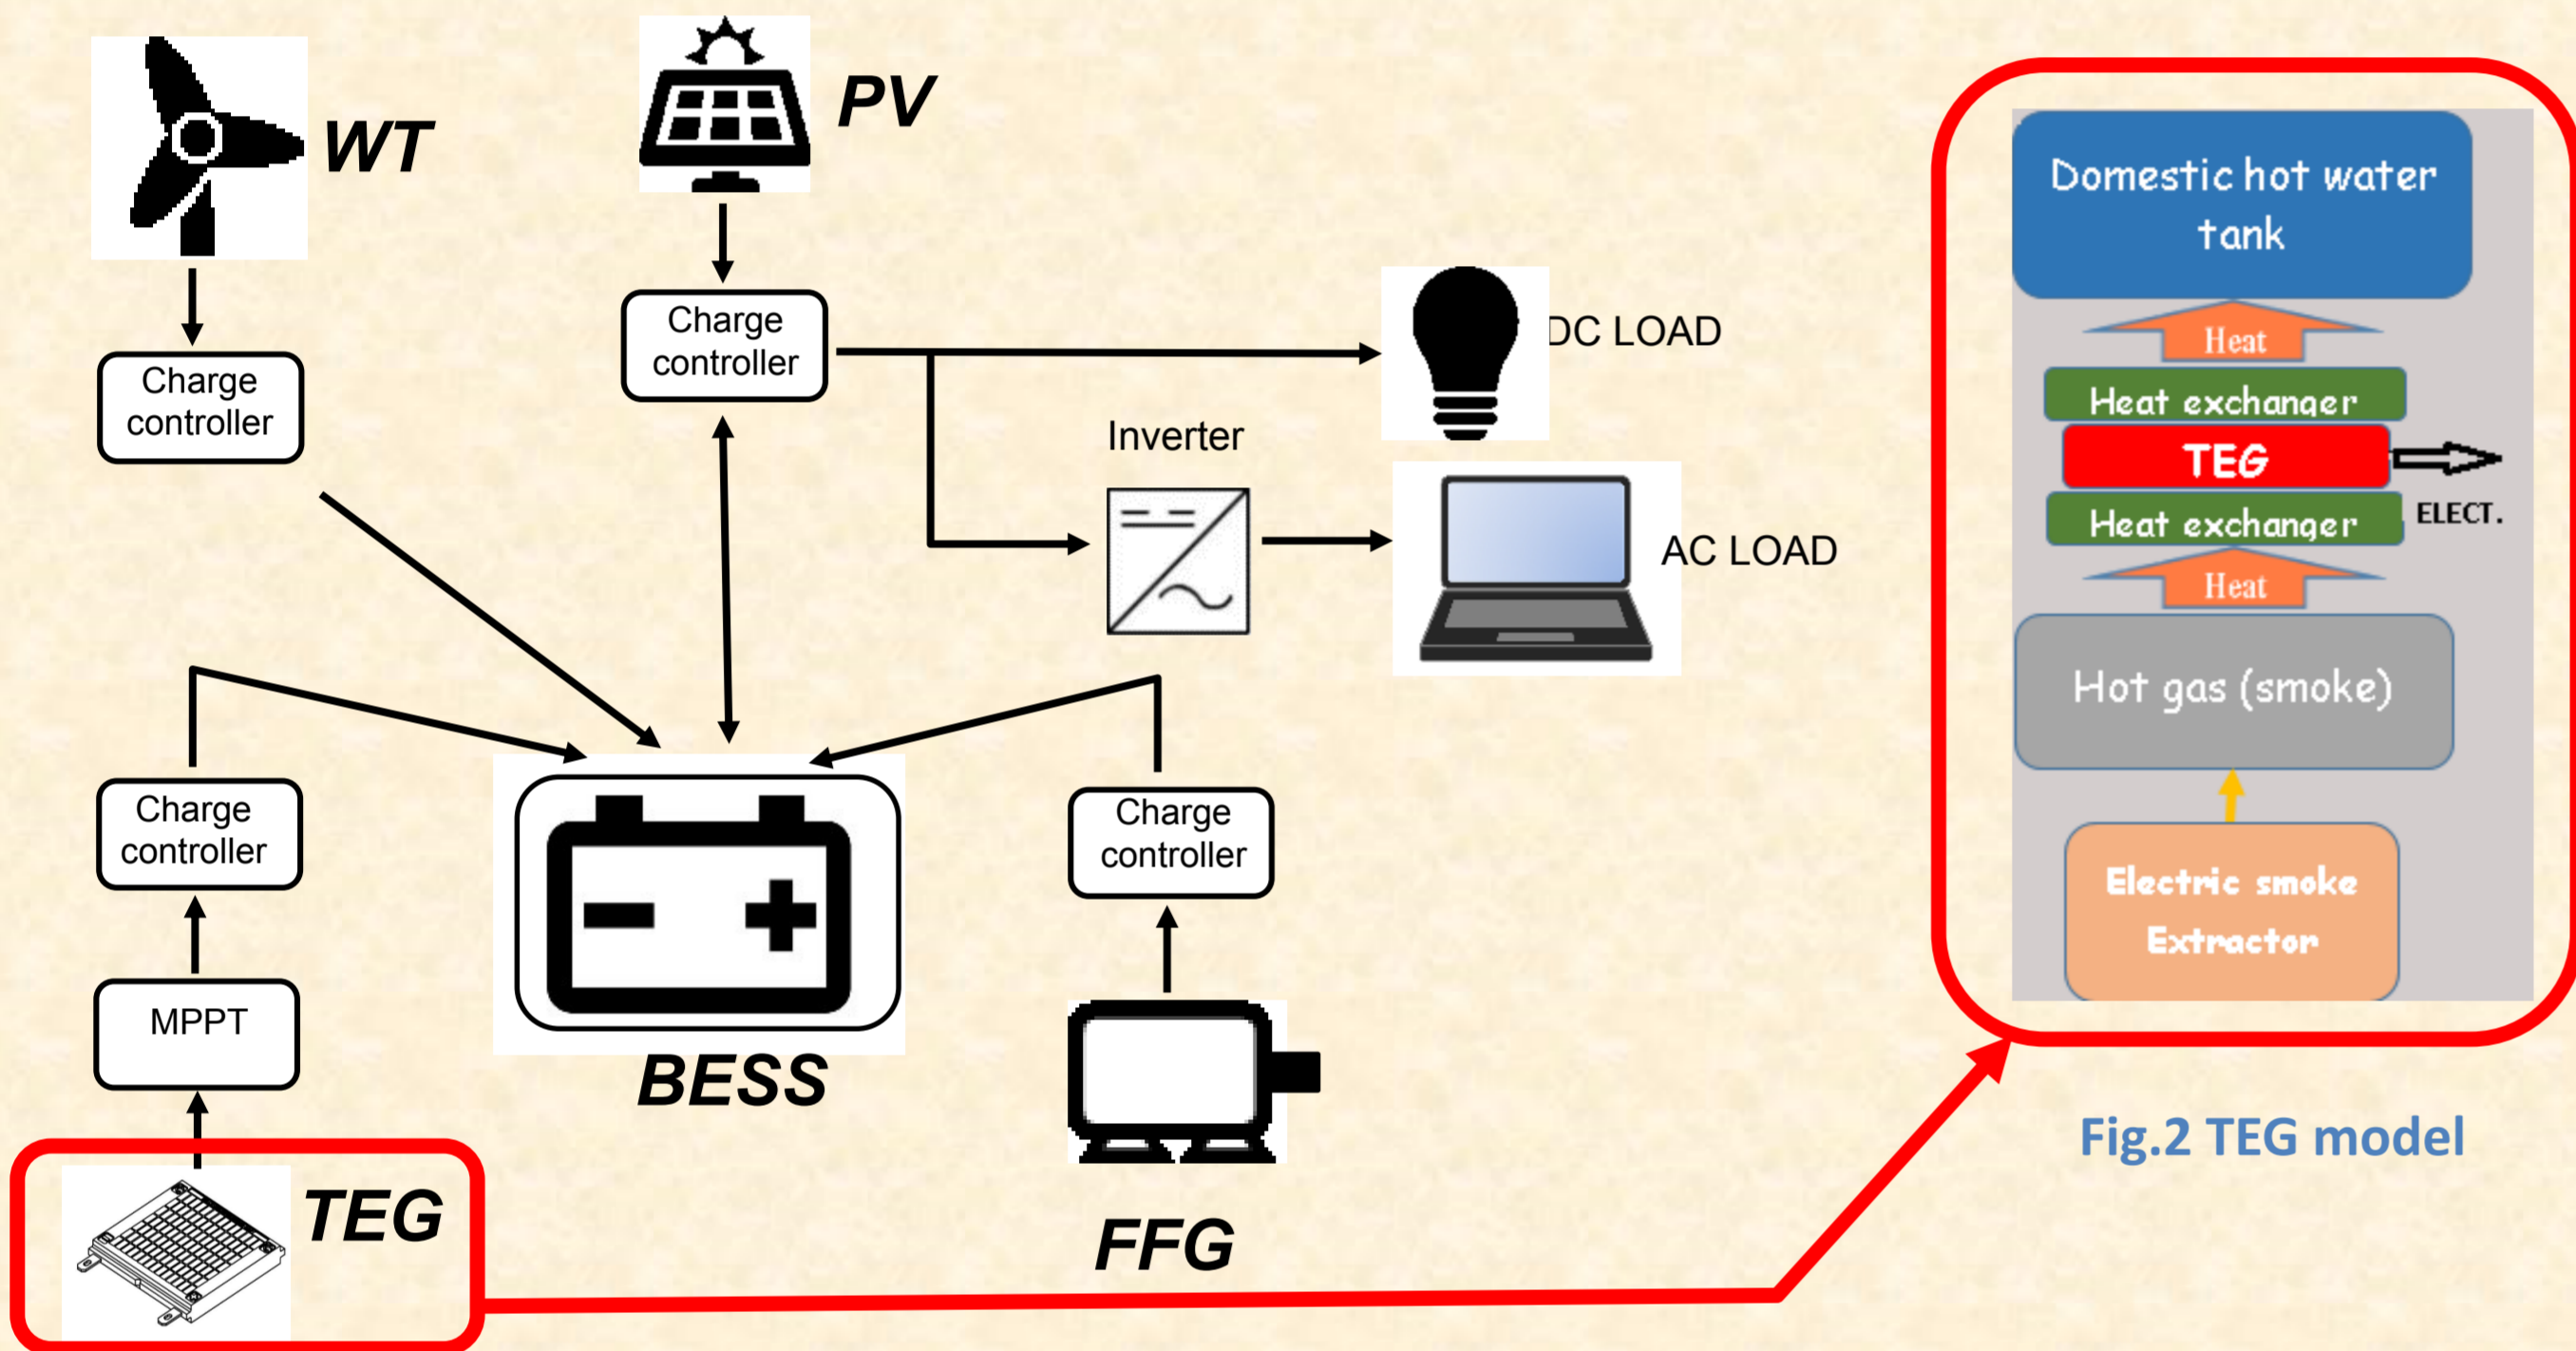 WT
PV
Charge
controller
Charge
controller
DC LOAD
Inverter
AC LOAD
Charge
controller
Charge
controller
MPPT
BESS
TEG
FFG
Domestic hot water
tank
Heat
Heat exchanger
TEG
ELECT.
Heat exchanger
Heat
Hot gas (smoke)
Electric smoke
Extractor
Fig.2 TEG model